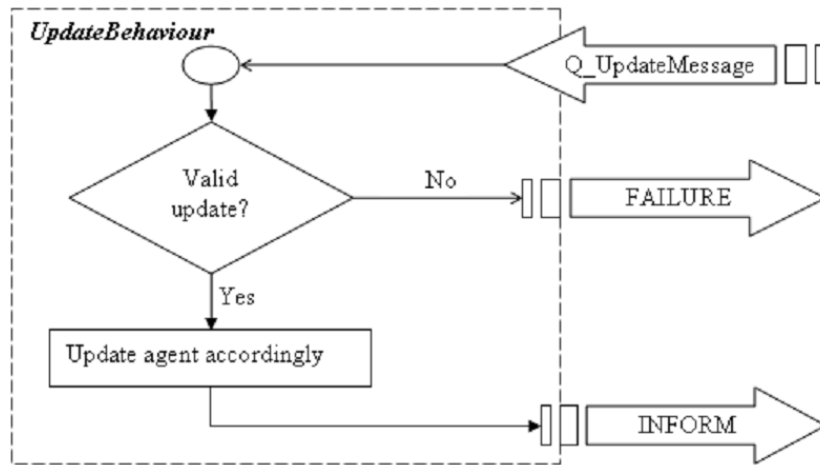 UpdateBehaviour
Q_UpdateMessage
Valid
update?
No
FAILURE
Yes
Update agent accordingly
INFORM